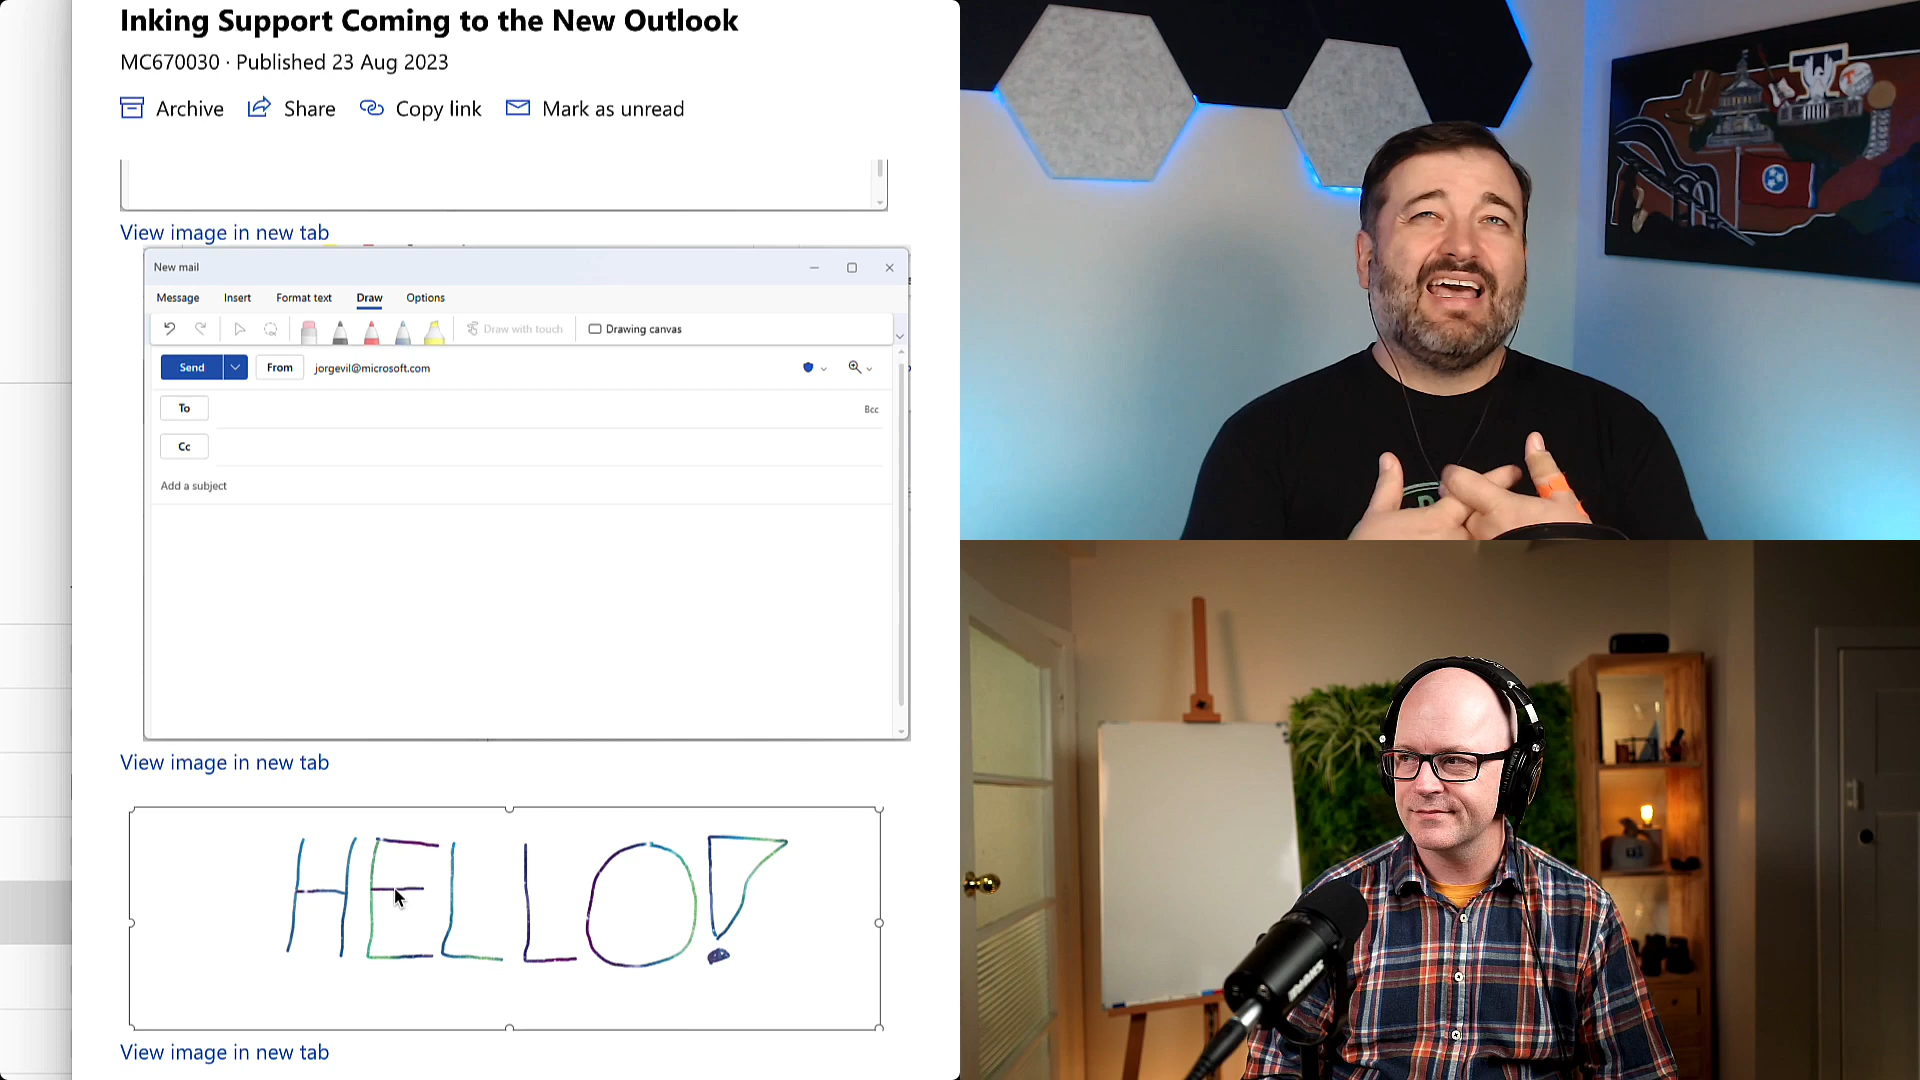 Inking Support Coming to the New Outlook
MC670030 · Published 23 Aug 2023
Archive Share Copy link Mark as unread
View image in new tab
New mail
Message Insert Format text Draw Options
Draw with touch Drawing canvas
Send From jorgevil@microsoft.com
To Bcc
Cc
Add a subject
View image in new tab
HELLO!
View image in new tab